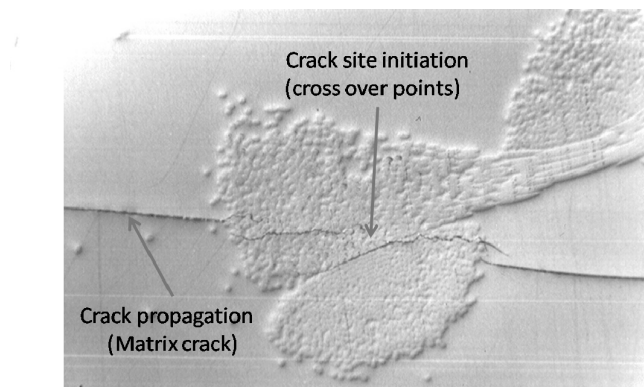 Crack site initiation
(cross over points)
Crack propagation
(Matrix crack)